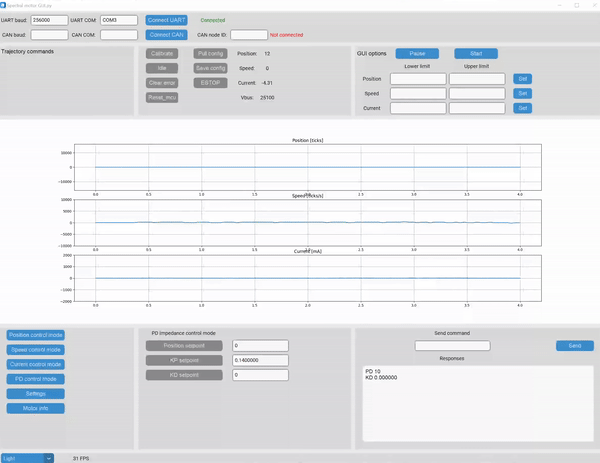 Spectral motor GUI.py
UART baud: 256000 UART COM: COM3 Connect UART Connected
CAN baud: CAN COM: Connect CAN CAN node ID: Not connected
Trajectory commands
Calibrate Pull config Position: 12
Idle Save config Speed: 0
Clear error ESTOP Current: -4.31
Reset_mcu Vbus: 25100
GUI options Pause Start
Lower limit Upper limit
Position Set
Speed Set
Current Set
Position [ticks]
10000
0
−10000
0.0 0.5 1.0 1.5 2.0 2.5 3.0 3.5 4.0
Speed [ticks/s]
10000
5000
0
−5000
−10000
0.0 0.5 1.0 1.5 2.0 2.5 3.0 3.5 4.0
Current [mA]
2000
1000
0
−1000
−2000
0.0 0.5 1.0 1.5 2.0 2.5 3.0 3.5 4.0
Position control mode
Speed control mode
Current control mode
PD control mode
Settings
Motor info
PD impedance control mode
Position setpoint 0
KP setpoint 0.1400000
KD setpoint 0
Send command
Send
Responses
PD 10
KD 0.000000
Light 31 FPS